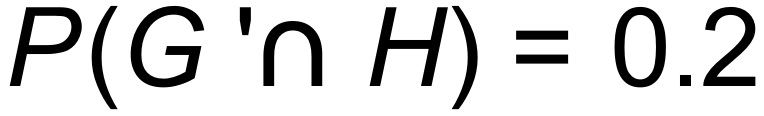 P(G '∩ H) = 0.2